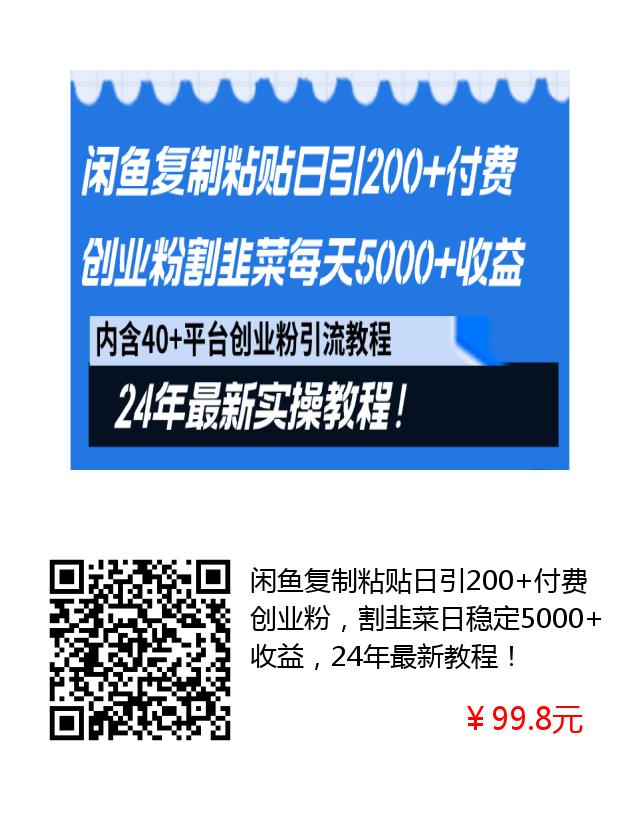 闲鱼复制粘贴日引200+付费
创业粉割韭菜每天5000+收益
内含40+平台创业粉引流教程
24年最新实操教程！
闲鱼复制粘贴日引200+付费
创业粉，割韭菜日稳定5000+
收益，24年最新教程！
￥99.8元